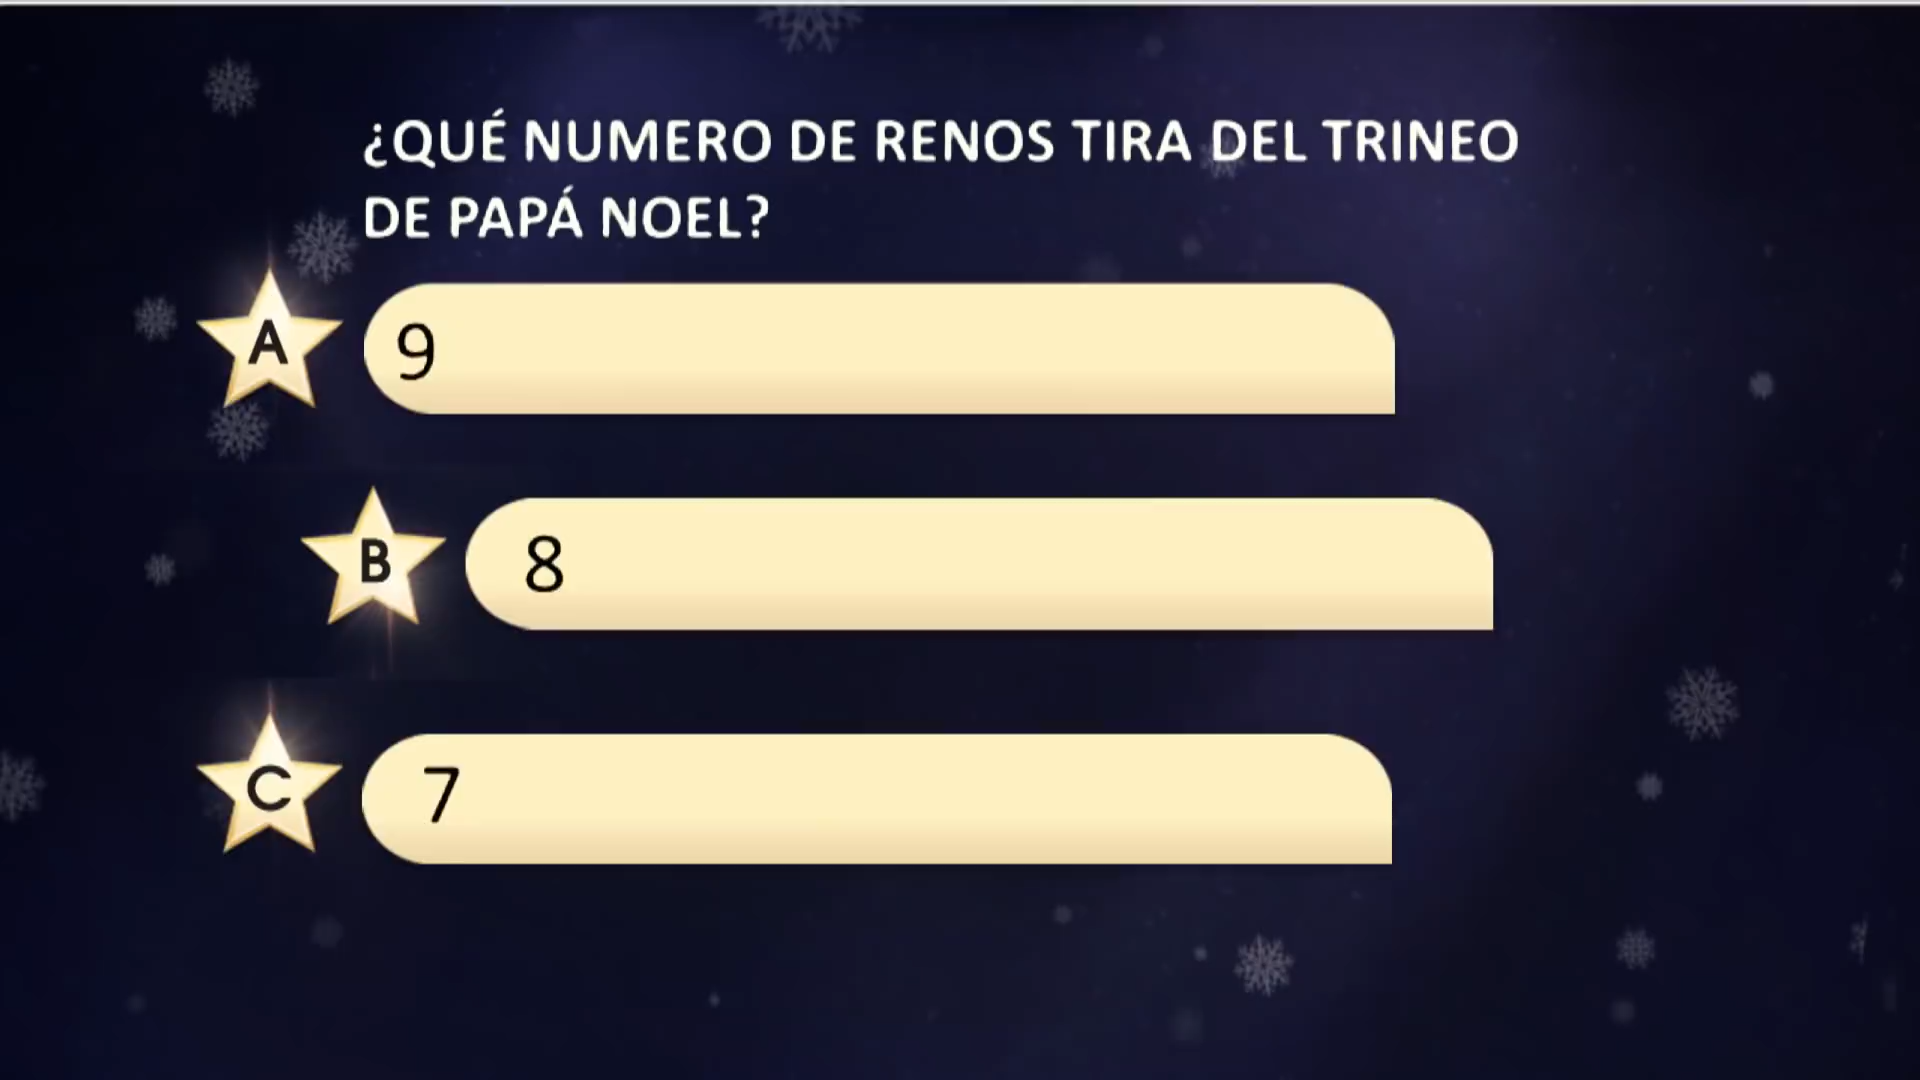 ¿QUÉ NUMERO DE RENOS TIRA DEL TRINEO
DE PAPÁ NOEL?
A 9
B 8
C 7